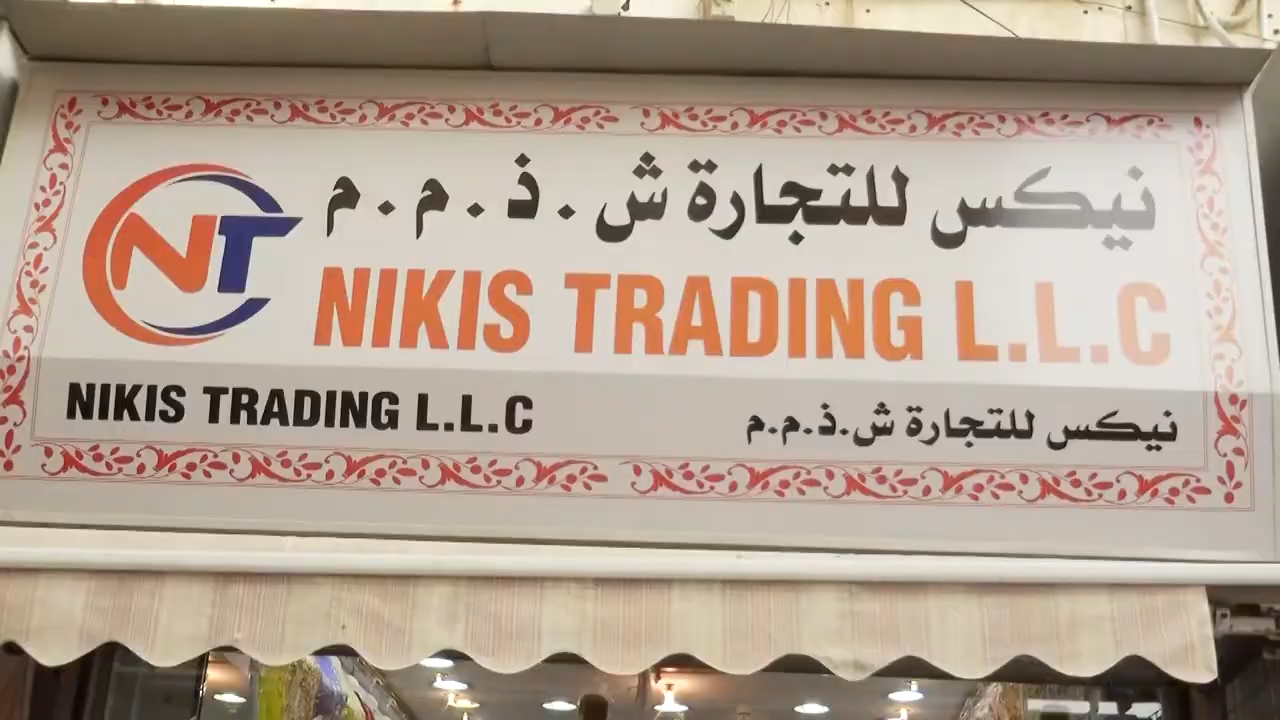 نيكس للتجارة ش . ذ . م . م
NT
NIKIS TRADING L.L.C
NIKIS TRADING L.L.C
نيكس للتجارة ش.ذ.م.م